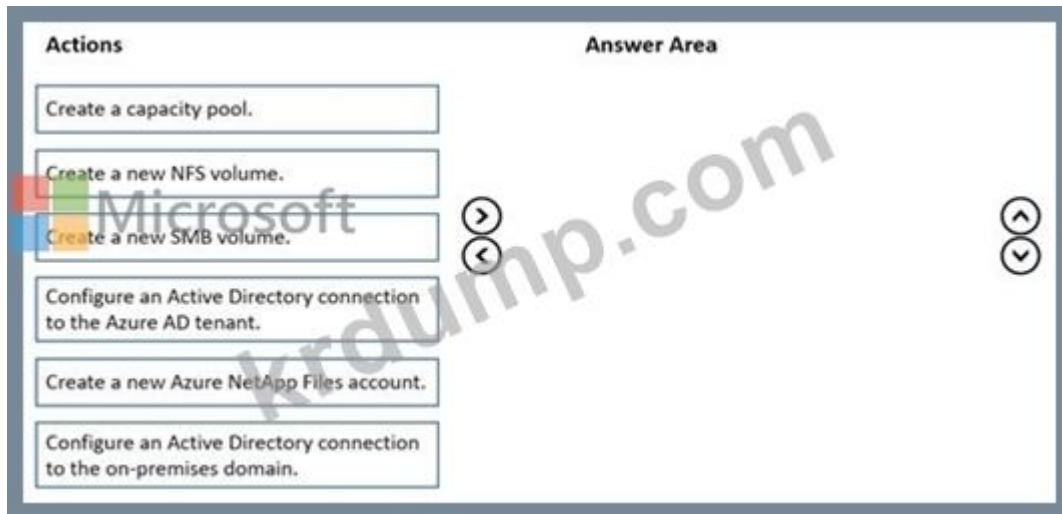 Actions
Answer Area
Create a capacity pool.
Create a new NFS volume.
Microsoft
Create a new SMB volume.
Configure an Active Directory connection
to the Azure AD tenant.
Create a new Azure NetApp Files account.
Configure an Active Directory connection
to the on-premises domain.
krdump.com